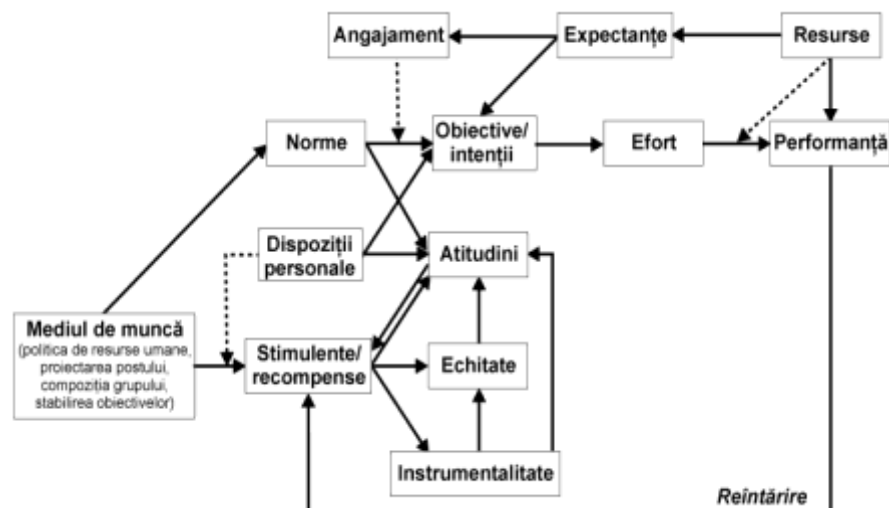 Angajament
Expectanțe
Resurse
Norme
Obiective/
intenții
Efort
Performanță
Dispoziții
personale
Atitudini
Mediul de muncă
(politica de resurse umane,
proiectarea postului,
compoziția grupului,
stabilirea obiectivelor)
Stimulente/
recompense
Echitate
Instrumentalitate
Reîntărire